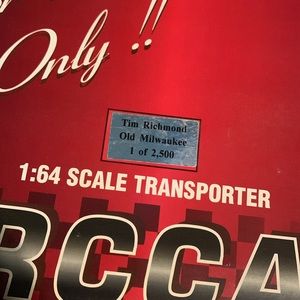 Only !!
Tim Richmond
Old Milwaukee
1 of 2,500
1:64 SCALE TRANSPORTER
RCCA